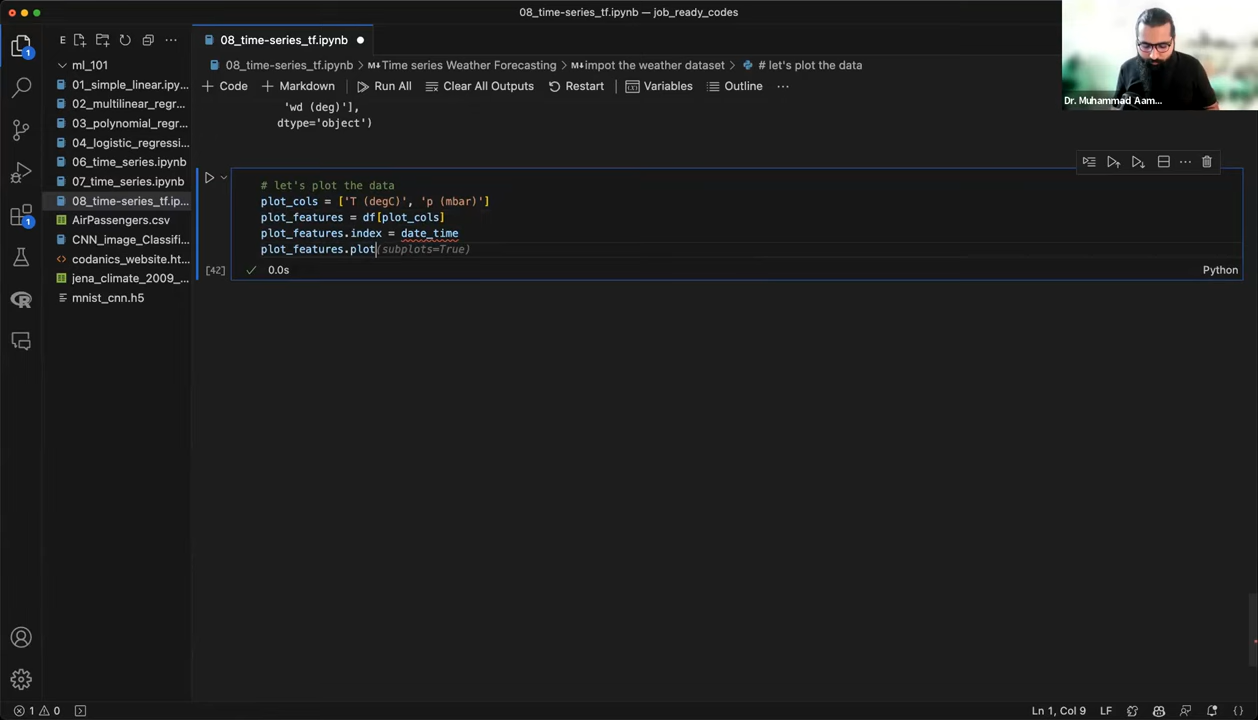 08_time-series_tf.ipynb — job_ready_codes
E
08_time-series_tf.ipynb
ml_101
01_simple_linear.ipy...
02_multilinear_regr...
03_polynomial_regr...
04_logistic_regressi...
06_time_series.ipynb
07_time_series.ipynb
08_time-series_tf.ip...
AirPassengers.csv
CNN_image_Classifi...
codanics_website.ht...
jena_climate_2009_...
mnist_cnn.h5
08_time-series_tf.ipynb > Time series Weather Forecasting > impot the weather dataset > # let's plot the data
Code Markdown Run All Clear All Outputs Restart Variables Outline ...
'wd (deg)'],
dtype='object')
# let's plot the data
plot_cols = ['T (degC)', 'p (mbar)']
plot_features = df[plot_cols]
plot_features.index = date_time
plot_features.plot(subplots=True)
[42] 0.0s Python
Dr. Muhammad Aam...
1
1
1 0 Ln 1, Col 9 LF